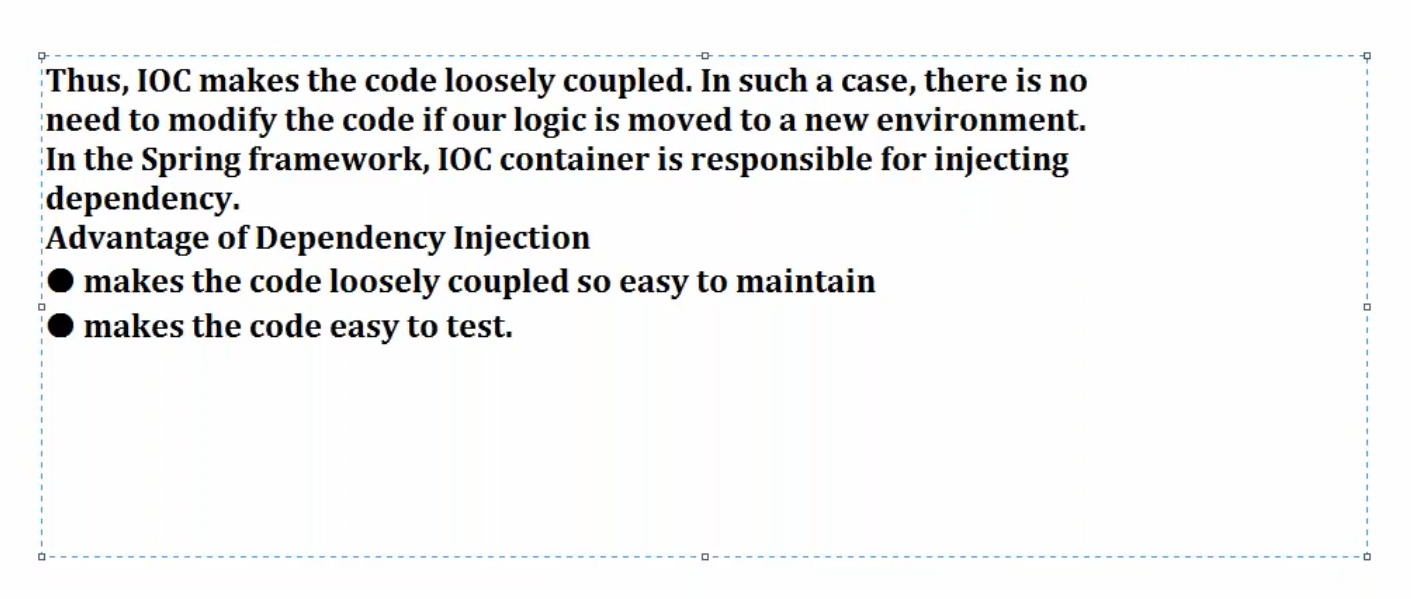 Thus, IOC makes the code loosely coupled. In such a case, there is no
need to modify the code if our logic is moved to a new environment.
In the Spring framework, IOC container is responsible for injecting
dependency.
Advantage of Dependency Injection
● makes the code loosely coupled so easy to maintain
● makes the code easy to test.